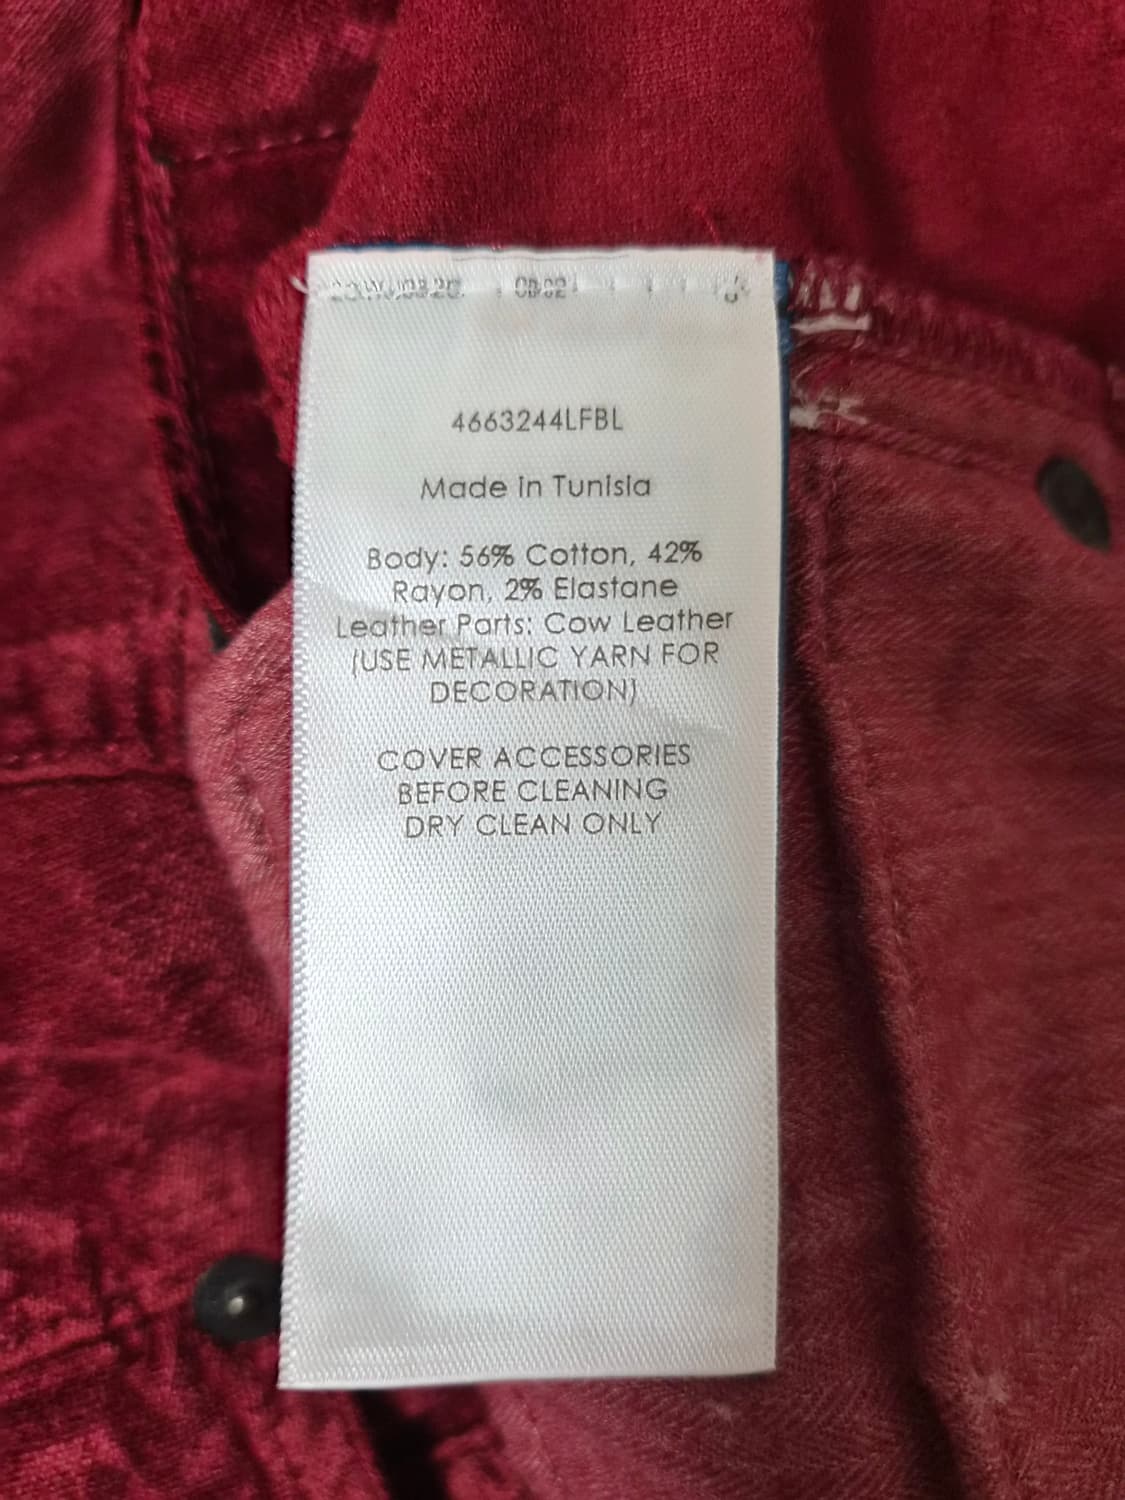 4663244LFBL
Made in Tunisia
Body: 56% Cotton, 42%
Rayon, 2% Elastane
Leather Parts: Cow Leather
(USE METALLIC YARN FOR
DECORATION)
COVER ACCESSORIES
BEFORE CLEANING
DRY CLEAN ONLY